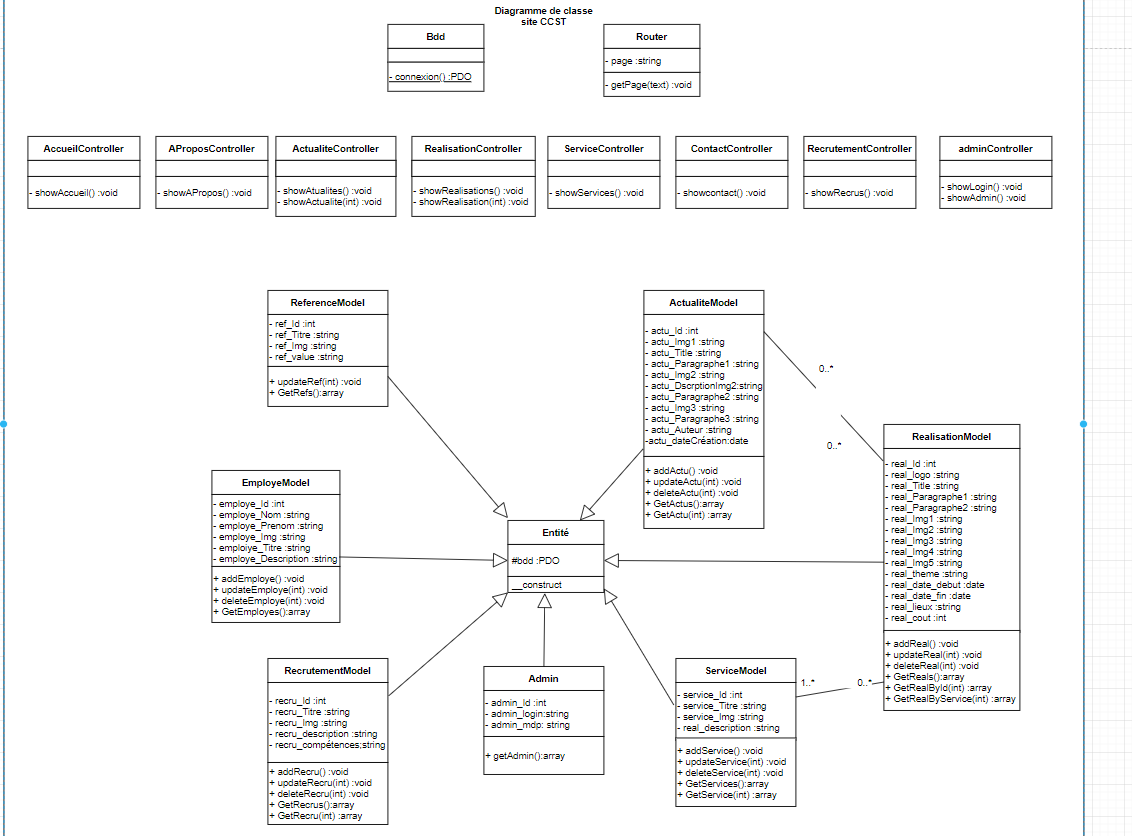 Diagramme de classe
site CCST
Bdd
- connexion() :PDO
Router
- page :string
- getPage(text) :void
AccueilController
- showAccueil() :void
AProposController
- showAPropos() :void
ActualiteController
- showAtualites() :void
- showActualite(int) :void
RealisationController
- showRealisations() :void
- showRealisation(int) :void
ServiceController
- showServices() :void
ContactController
- showcontact() :void
RecrutementController
- showRecrus() :void
adminController
- showLogin() :void
- showAdmin() :void
ReferenceModel
- ref_Id :int
- ref_Titre :string
- ref_Img :string
- ref_value :string
+ updateRef(int) :void
+ GetRefs():array
ActualiteModel
- actu_Id :int
- actu_Img1 :string
- actu_Title :string
- actu_Paragraphe1 :string
- actu_Img2 :string
- actu_DscrptionImg2:string
- actu_Paragraphe2 :string
- actu_Img3 :string
- actu_Paragraphe3 :string
- actu_Auteur :string
-actu_dateCréation:date
+ addActu() :void
+ updateActu(int) :void
+ deleteActu(int) :void
+ GetActus():array
+ GetActu(int) :array
0..*
0..*
RealisationModel
- real_Id :int
- real_logo :string
- real_Title :string
- real_Paragraphe1 :string
- real_Paragraphe2 :string
- real_Img1 :string
- real_Img2 :string
- real_Img3 :string
- real_Img4 :string
- real_Img5 :string
- real_theme :string
- real_date_debut :date
- real_date_fin :date
- real_lieux :string
- real_cout :int
+ addReal() :void
+ updateReal(int) :void
+ deleteReal(int) :void
+ GetReals():array
+ GetRealById(int) :array
+ GetRealByService(int) :array
EmployeModel
- employe_Id :int
- employe_Nom :string
- employe_Prenom :string
- employe_Img :string
- emploiye_Titre :string
- employe_Description :string
+ addEmploye() :void
+ updateEmploye(int) :void
+ deleteEmploye(int) :void
+ GetEmployes():array
Entité
#bdd :PDO
__construct
RecrutementModel
- recru_Id :int
- recru_Titre :string
- recru_Img :string
- recru_description :string
- recru_compétences;string
+ addRecru() :void
+ updateRecru(int) :void
+ deleteRecru(int) :void
+ GetRecrus():array
+ GetRecru(int) :array
Admin
- admin_Id :int
- admin_login:string
- admin_mdp: string
+ getAdmin():array
ServiceModel
- service_Id :int
- service_Titre :string
- service_Img :string
- real_description :string
+ addService() :void
+ updateService(int) :void
+ deleteService(int) :void
+ GetServices():array
+ GetService(int) :array
1..*
0..*